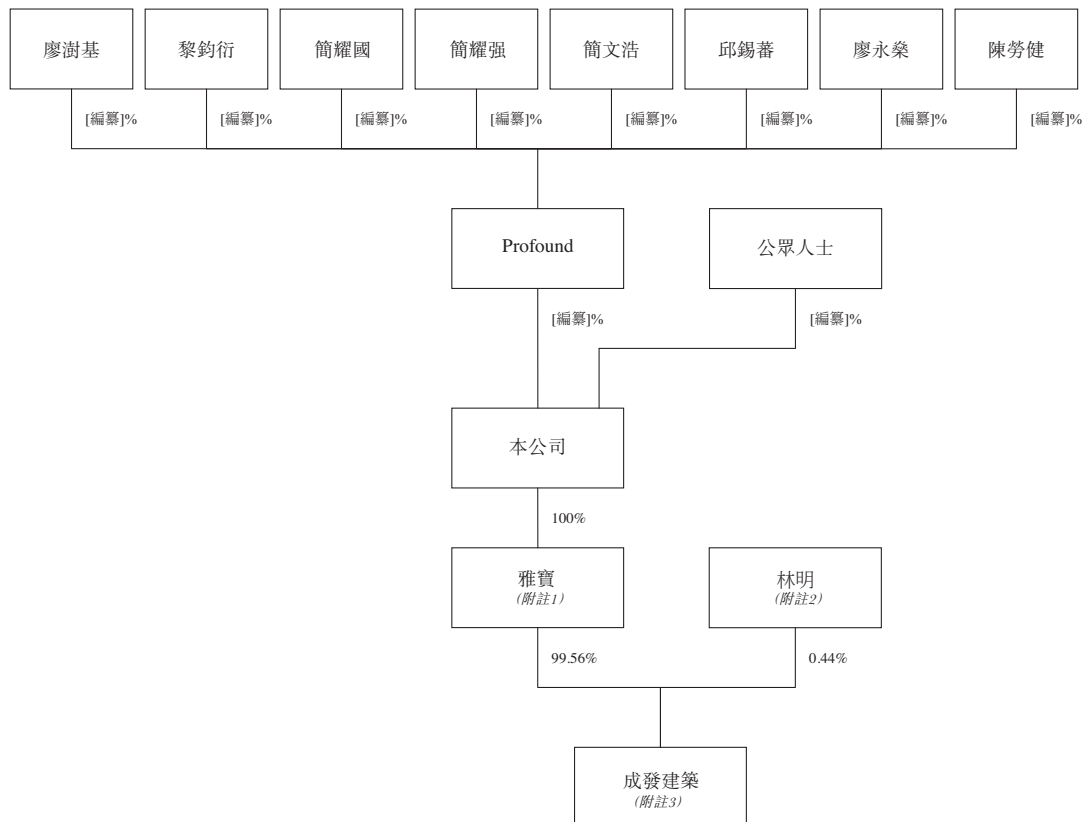 廖澍基 黎鈞衍 簡耀國 簡耀强 簡文浩 邱錫蕃 廖永燊 陳勞健
[編纂]% [編纂]% [編纂]% [編纂]% [編纂]% [編纂]% [編纂]% [編纂]%
Profound 公眾人士
[編纂]% [編纂]%
本公司
100%
雅寶 林明
(附註1) (附註2)
99.56% 0.44%
成發建築
(附註3)